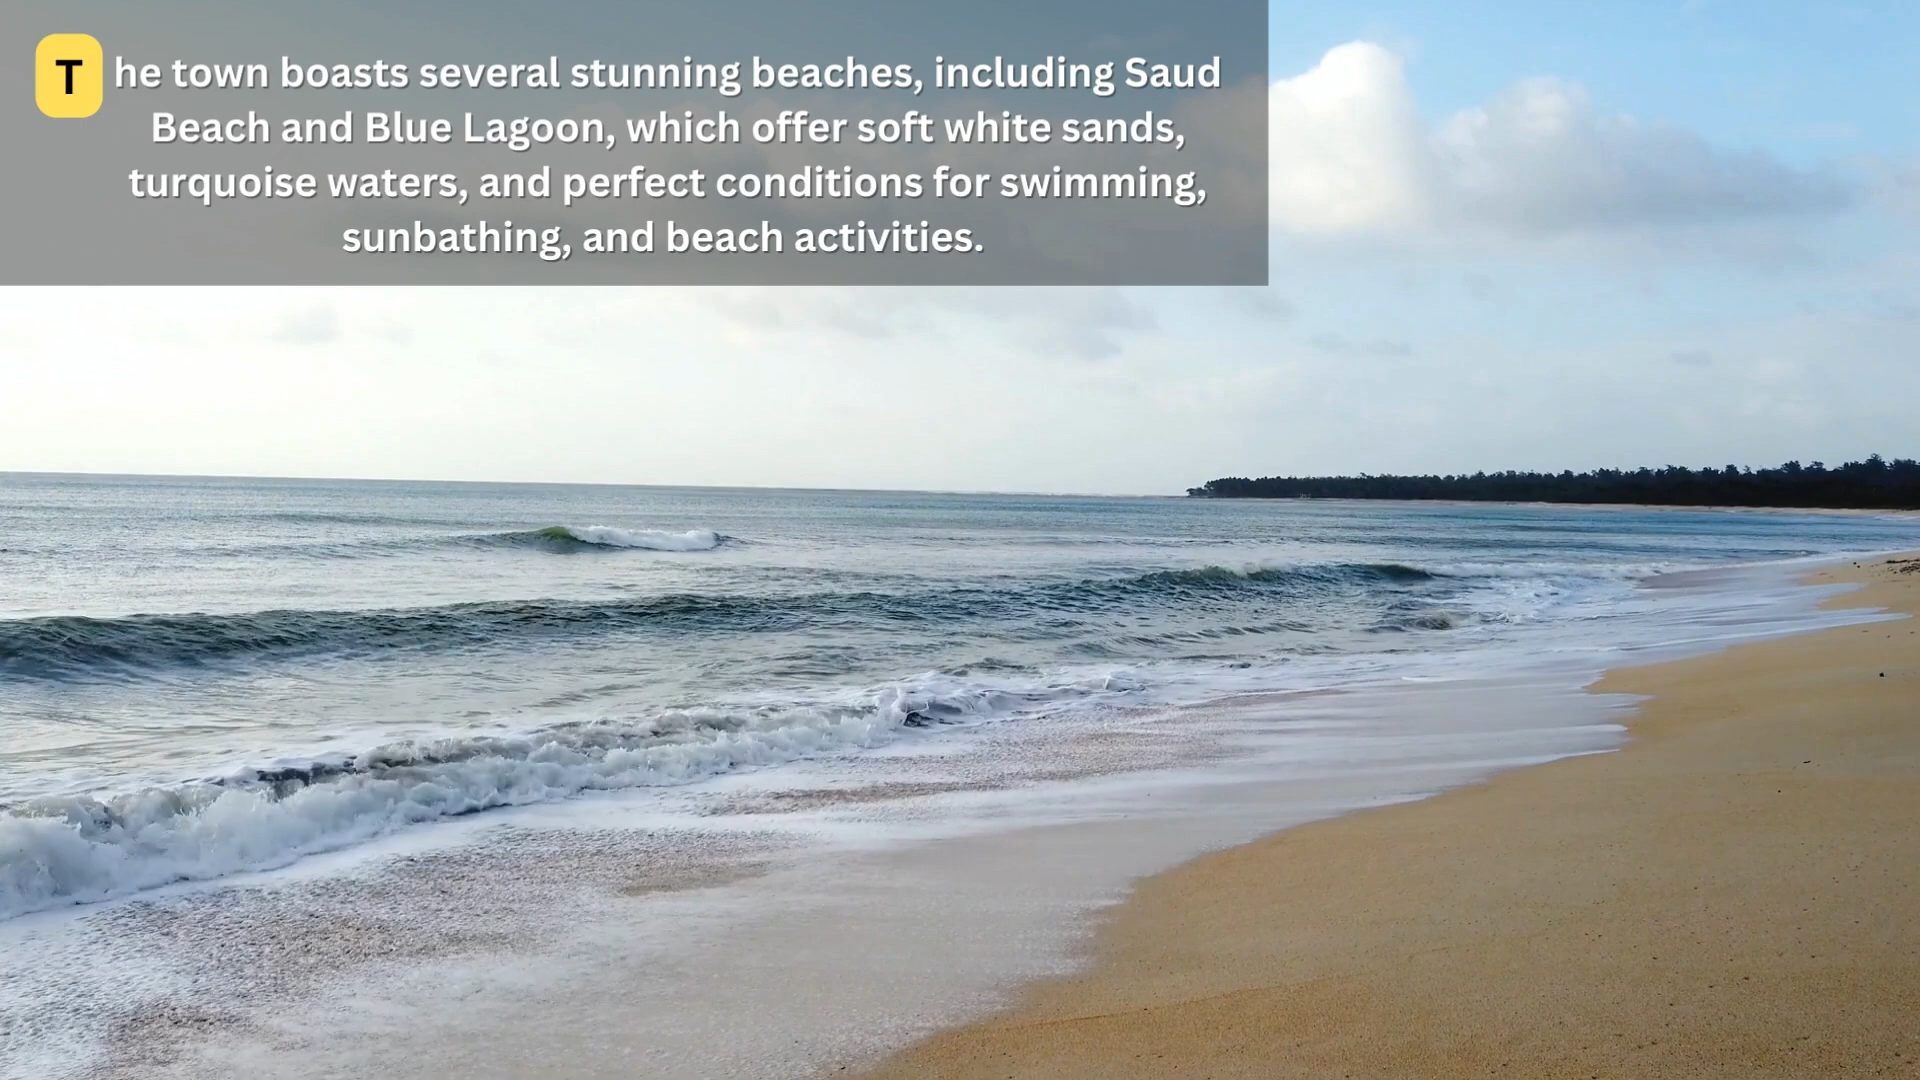 The town boasts several stunning beaches, including Saud
Beach and Blue Lagoon, which offer soft white sands,
turquoise waters, and perfect conditions for swimming,
sunbathing, and beach activities.